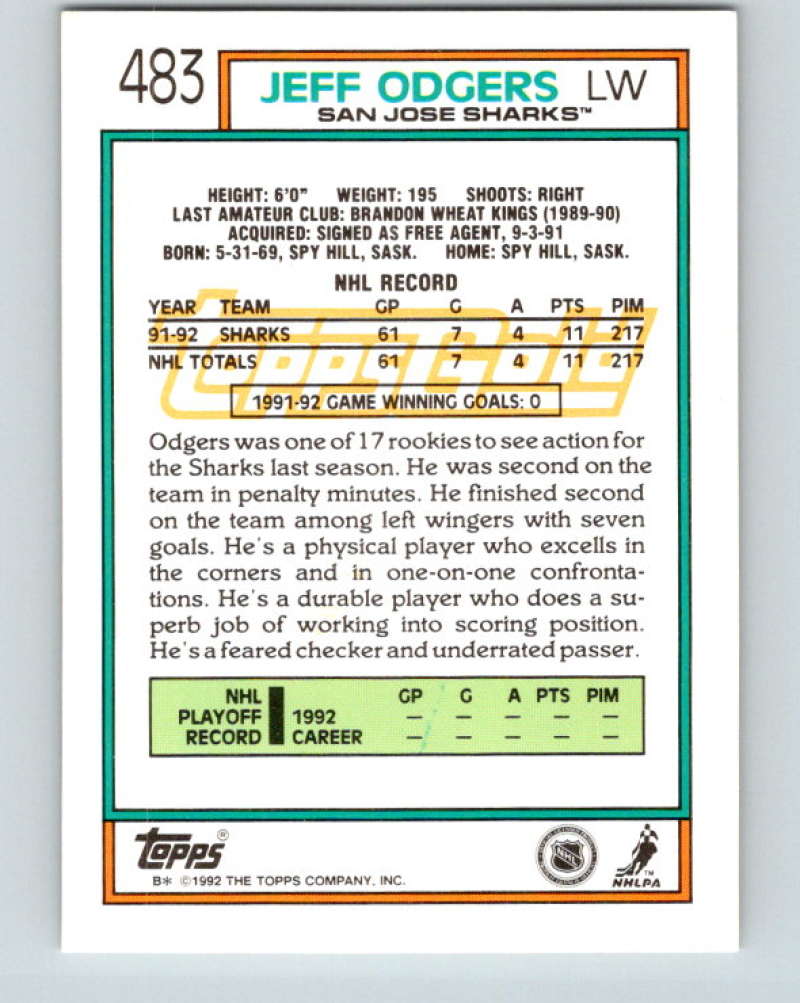 483 JEFF ODGERS LW
SAN JOSE SHARKS™
HEIGHT: 6'0" WEIGHT: 195 SHOOTS: RIGHT
LAST AMATEUR CLUB: BRANDON WHEAT KINGS (1989-90)
ACQUIRED: SIGNED AS FREE AGENT, 9-3-91
BORN: 5-31-69, SPY HILL, SASK. HOME: SPY HILL, SASK.
NHL RECORD
YEAR TEAM GP G A PTS PIM
91-92 SHARKS 61 7 4 11 217
NHL TOTALS 61 7 4 11 217
ToppsGold
1991-92 GAME WINNING GOALS: 0
Odgers was one of 17 rookies to see action for
the Sharks last season. He was second on the
team in penalty minutes. He finished second
on the team among left wingers with seven
goals. He's a physical player who excells in
the corners and in one-on-one confronta-
tions. He's a durable player who does a su-
perb job of working into scoring position.
He's a feared checker and underrated passer.
NHL GP G A PTS PIM
PLAYOFF 1992 – – – – –
RECORD CAREER – – – – –
Topps®
B* ©1992 THE TOPPS COMPANY, INC.
NHL
™
NHLPA